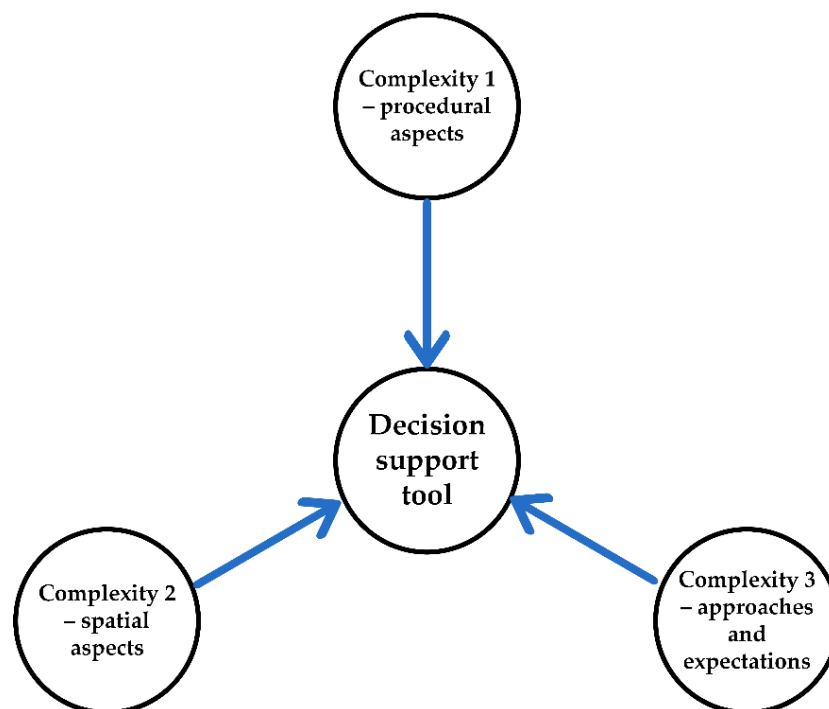 Complexity 1
– procedural
aspects
Decision
support
tool
Complexity 2
– spatial
aspects
Complexity 3
– approaches
and
expectations